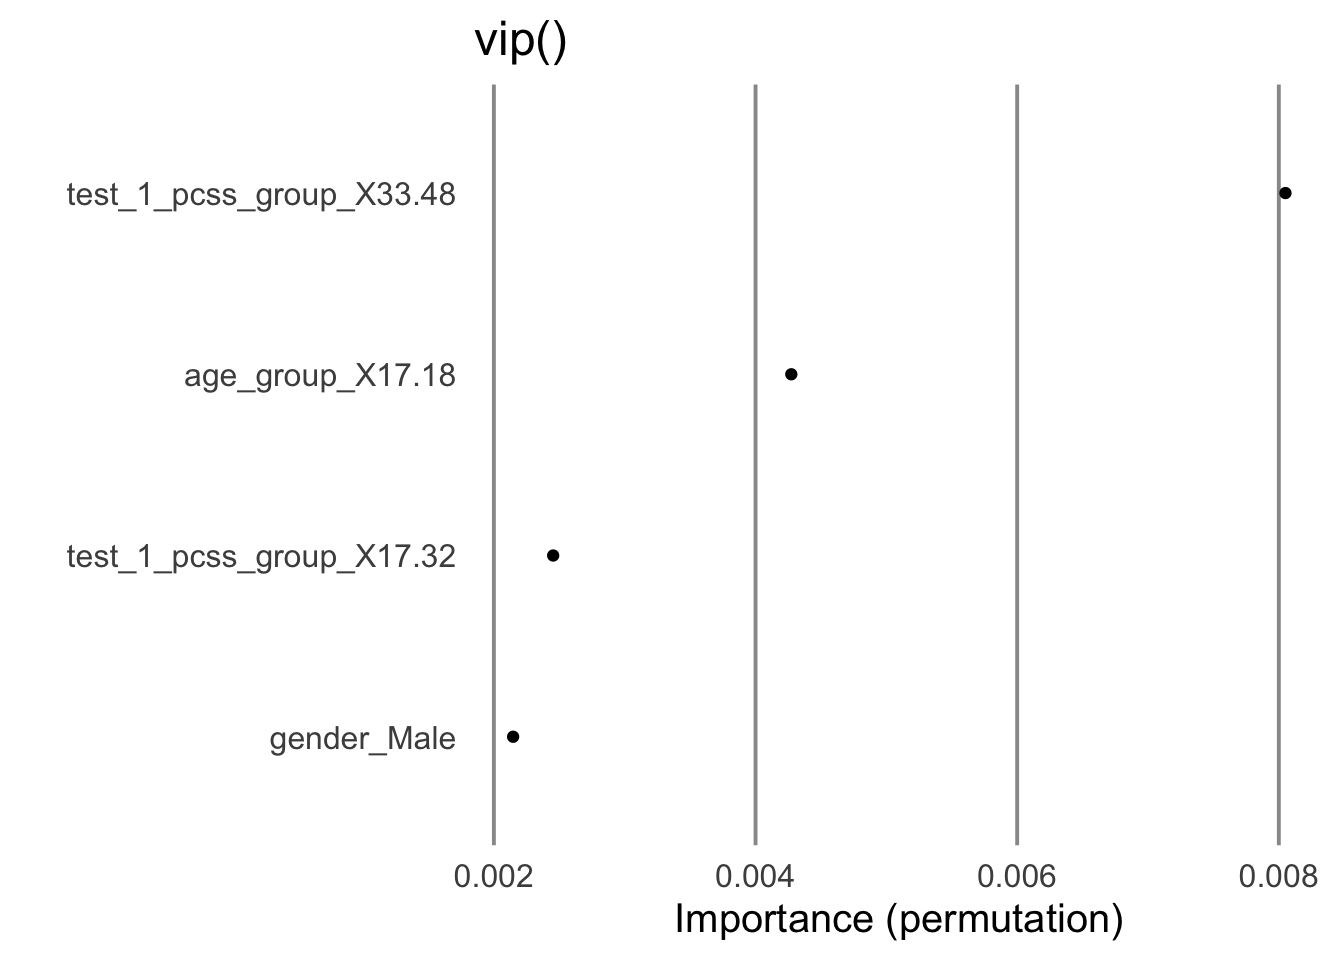 vip()
test_1_pcss_group_X33.48
age_group_X17.18
test_1_pcss_group_X17.32
gender_Male
0.002 0.004 0.006 0.008
Importance (permutation)